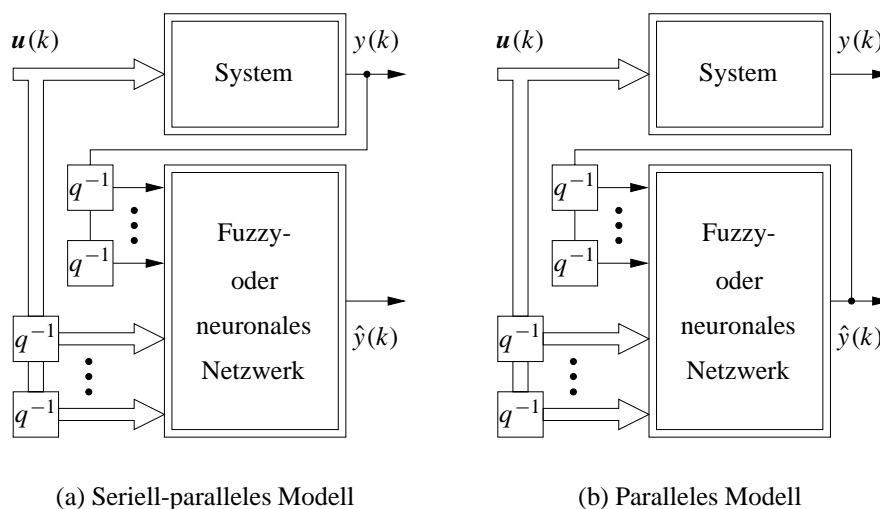 u(k)
y(k)
System
q⁻¹
q⁻¹
Fuzzy-
oder
neuronales
Netzwerk
q⁻¹
q⁻¹
ŷ(k)
(a) Seriell-paralleles Modell
u(k)
y(k)
System
q⁻¹
q⁻¹
Fuzzy-
oder
neuronales
Netzwerk
q⁻¹
q⁻¹
ŷ(k)
(b) Paralleles Modell